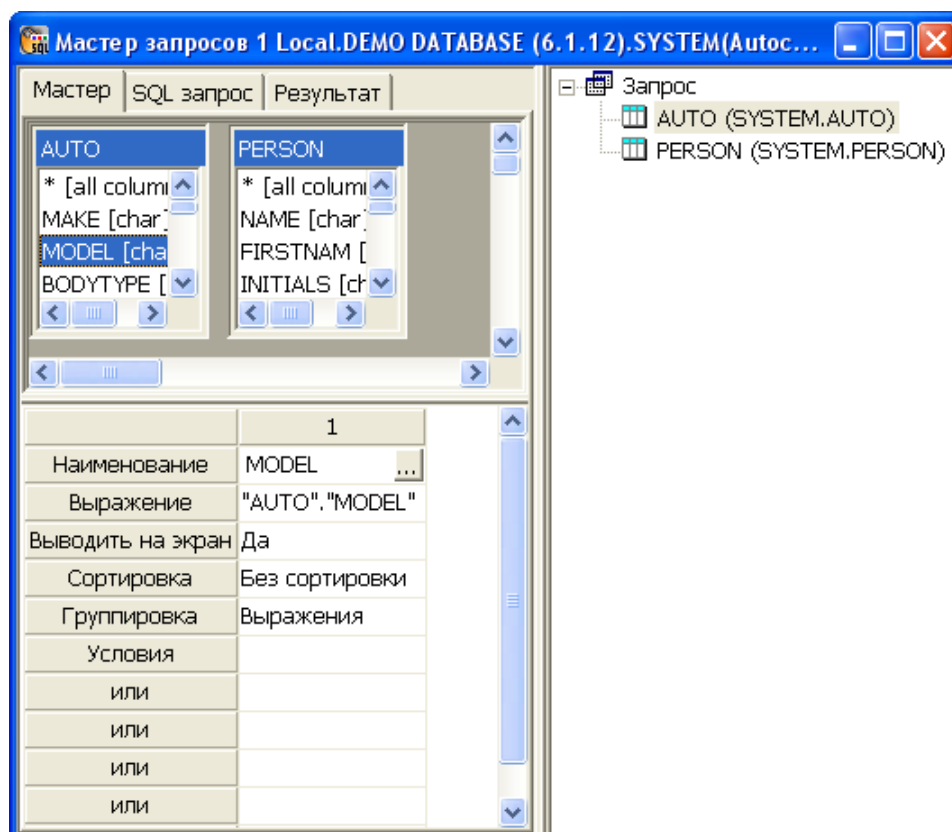 Мастер запросов 1 Local.DEMO DATABASE (6.1.12).SYSTEM(Autoc...
Мастер
SQL запрос
Результат
AUTO
* [all colum
MAKE [char]
MODEL [cha
BODYTYPE [
PERSON
* [all colum
NAME [char]
FIRSTNAM [
INITIALS [ch
Запрос
AUTO (SYSTEM.AUTO)
PERSON (SYSTEM.PERSON)
1
Наименование MODEL ...
Выражение "AUTO"."MODEL"
Выводить на экран Да
Сортировка Без сортировки
Группировка Выражения
Условия
или
или
или
или